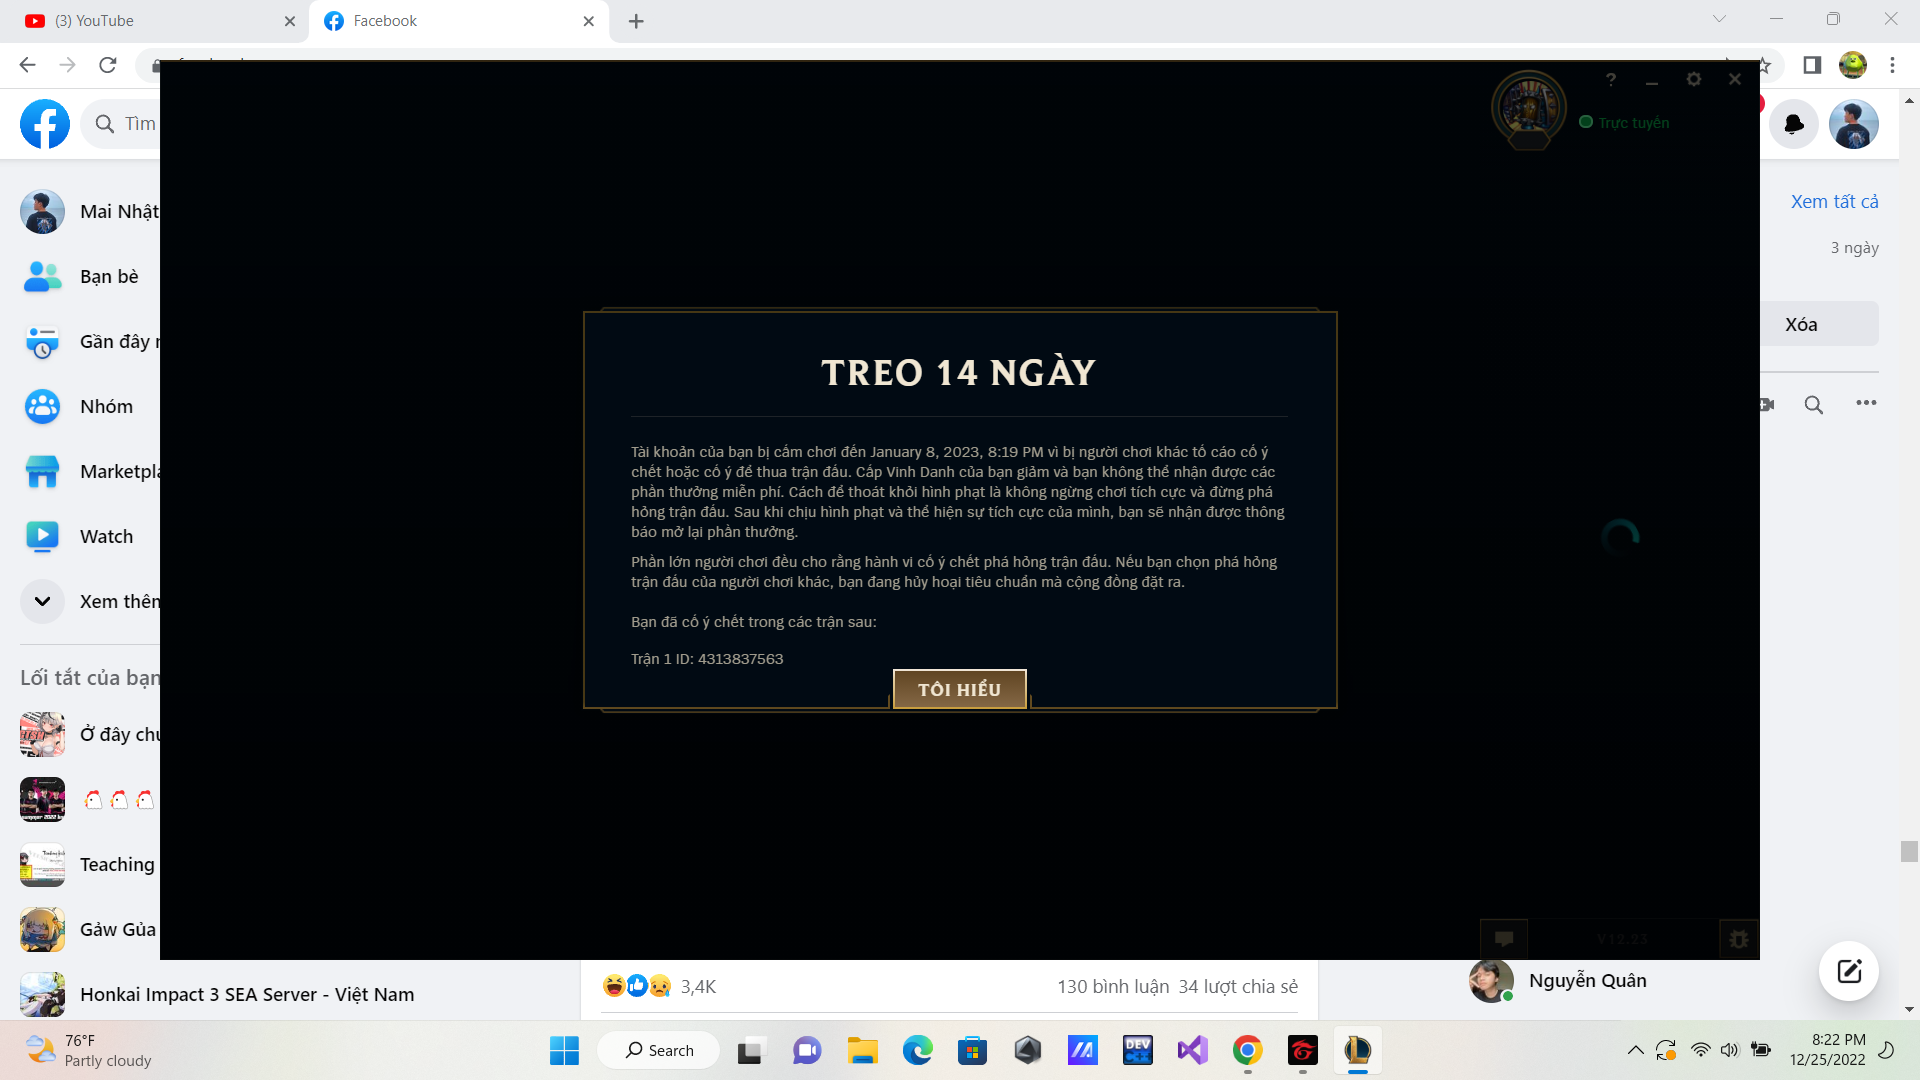 (3) YouTube
Facebook
Tìm
Trực tuyến
Xem tất cả
3 ngày
Xóa
Mai Nhật
Bạn bè
Gần đây
Nhóm
Watch
Lối tắt của bạn
Ở đây
Teaching
Gáw Gủa
Honkai Impact 3 SEA Server - Việt Nam
TREO 14 NGÀY
Tài khoản của bạn bị cấm chơi đến January 8, 2023, 8:19 PM vì bị người chơi khác tố cáo cố ý
chết hoặc cố ý để thua trận đấu. Cấp Vinh Danh của bạn giảm và bạn không thể nhận được các
phần thưởng miễn phí. Cách để thoát khỏi hình phạt là không ngừng chơi tích cực và đừng phá
hỏng trận đấu. Sau khi chịu hình phạt và thể hiện sự tích cực của mình, bạn sẽ nhận được thông
báo mở lại phần thưởng.
Phần lớn người chơi đều cho rằng hành vi cố ý chết phá hỏng trận đấu. Nếu bạn chọn phá hỏng
trận đấu của người chơi khác, bạn đang hủy hoại tiêu chuẩn mà cộng đồng đặt ra.
Bạn đã cố ý chết trong các trận sau:
Trận 1 ID: 4313837563
TÔI HIỂU
V12.23
3,4K
130 bình luận 34 lượt chia sẻ
Nguyễn Quân
76°F
Partly cloudy
Search
DEV
C++
8:22 PM
12/25/2022